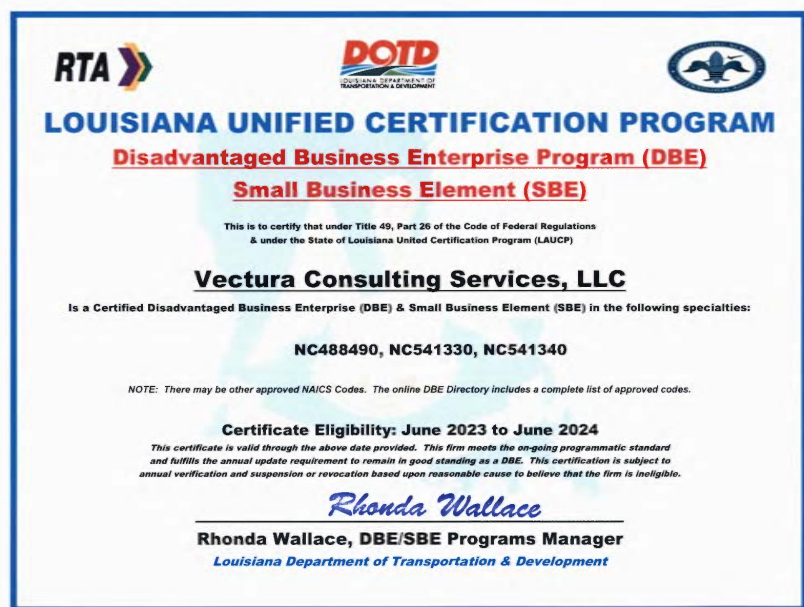 RTA
DOTD
LOUISIANA DEPARTMENT OF
TRANSPORTATION & DEVELOPMENT
LOUISIANA UNIFIED CERTIFICATION PROGRAM
Disadvantaged Business Enterprise Program (DBE)
Small Business Element (SBE)
This is to certify that under Title 49, Part 26 of the Code of Federal Regulations
& under the State of Louisiana United Certification Program (LAUCP)
Vectura Consulting Services, LLC
Is a Certified Disadvantaged Business Enterprise (DBE) & Small Business Element (SBE) in the following specialties:
NC488490, NC541330, NC541340
NOTE: There may be other approved NAICS Codes. The online DBE Directory includes a complete list of approved codes.
Certificate Eligibility: June 2023 to June 2024
This certificate is valid through the above date provided. This firm meets the on-going programmatic standard
and fulfills the annual update requirement to remain in good standing as a DBE. This certification is subject to
annual verification and suspension or revocation based upon reasonable cause to believe that the firm is ineligible.
Rhonda Wallace
Rhonda Wallace, DBE/SBE Programs Manager
Louisiana Department of Transportation & Development